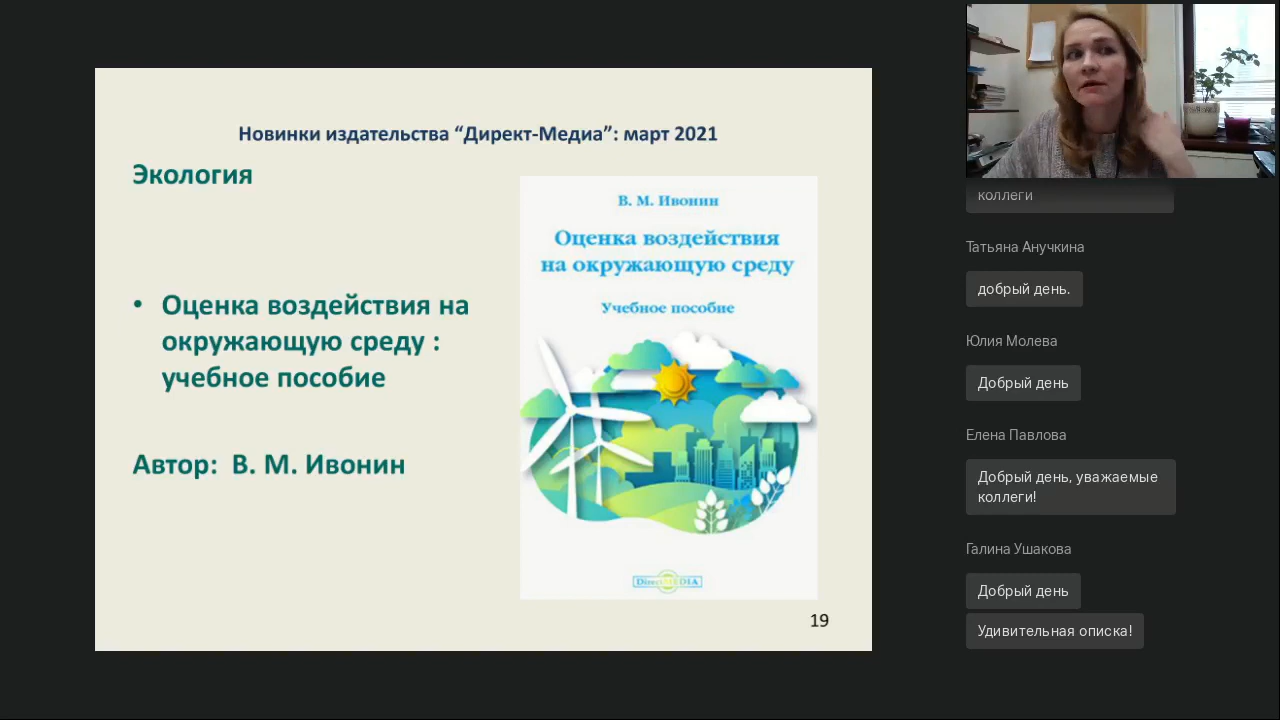 Новинки издательства “Директ-Медиа”: март 2021
Экология
• Оценка воздействия на
окружающую среду :
учебное пособие
Автор: В. М. Ивонин
В. М. Ивонин
Оценка воздействия
на окружающую среду
Учебное пособие
DirectMEDIA
19
коллеги
Татьяна Анучкина
добрый день.
Юлия Молева
Добрый день
Елена Павлова
Добрый день, уважаемые
коллеги!
Галина Ушакова
Добрый день
Удивительная описка!